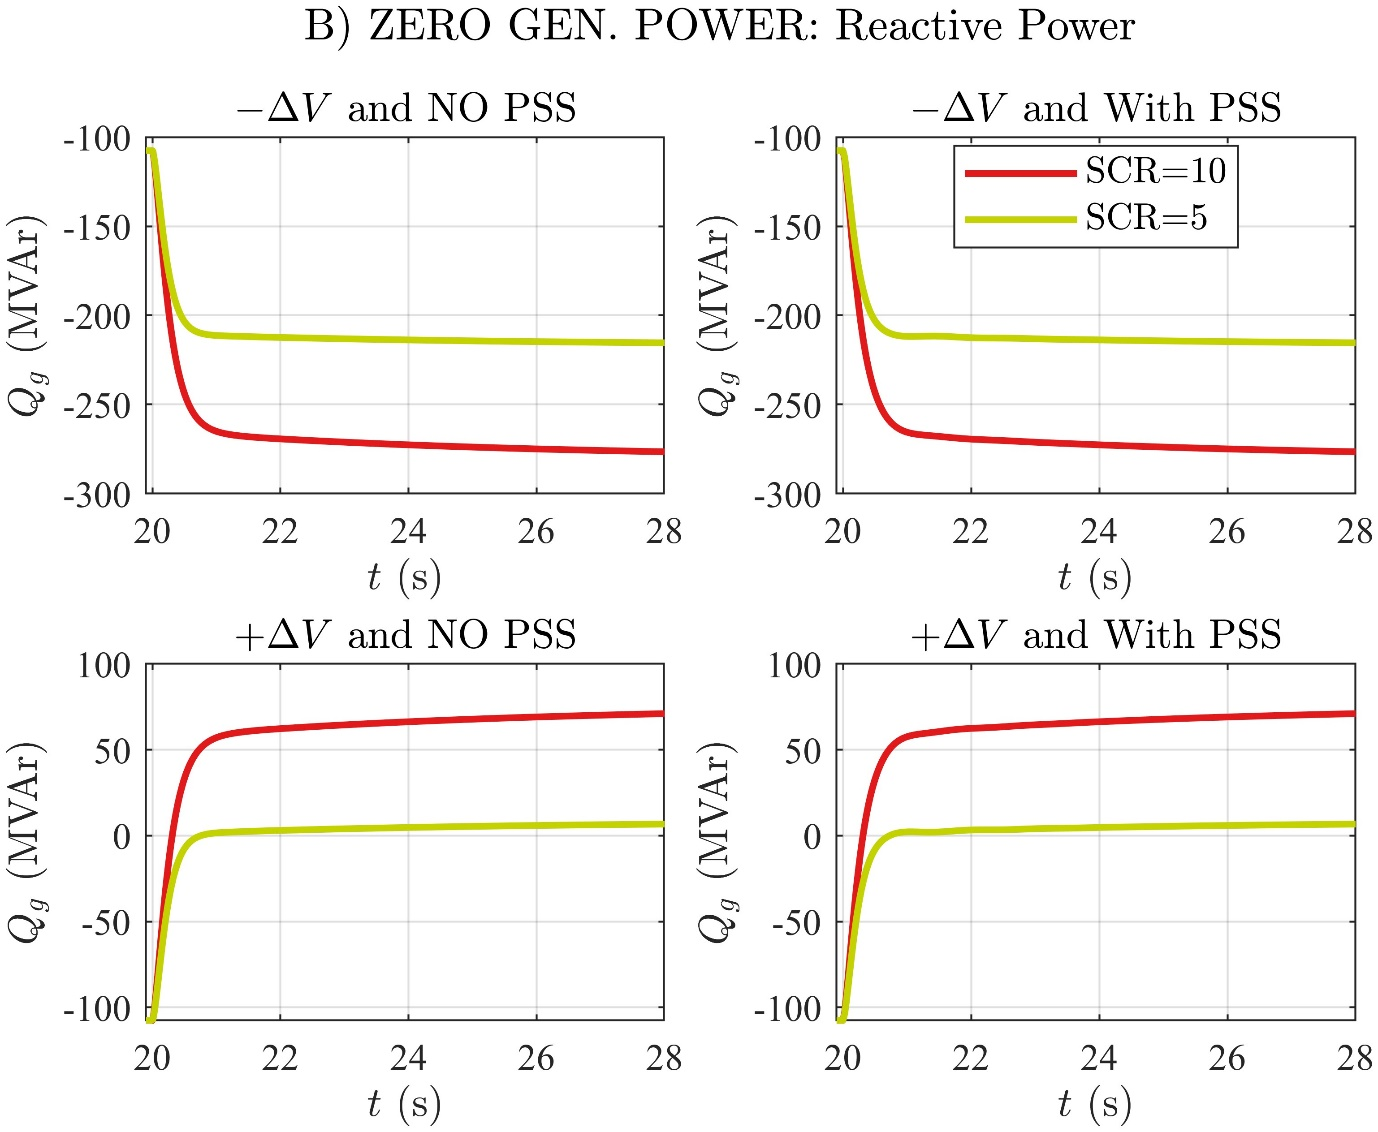 B) ZERO GEN. POWER: Reactive Power
−ΔV and NO PSS
-100
-150
-200
-250
-300
Q_g (MVAr)
20 22 24 26 28
t (s)
−ΔV and With PSS
SCR=10
SCR=5
-100
-150
-200
-250
-300
Q_g (MVAr)
20 22 24 26 28
t (s)
+ΔV and NO PSS
100
50
0
-50
-100
Q_g (MVAr)
20 22 24 26 28
t (s)
+ΔV and With PSS
100
50
0
-50
-100
Q_g (MVAr)
20 22 24 26 28
t (s)